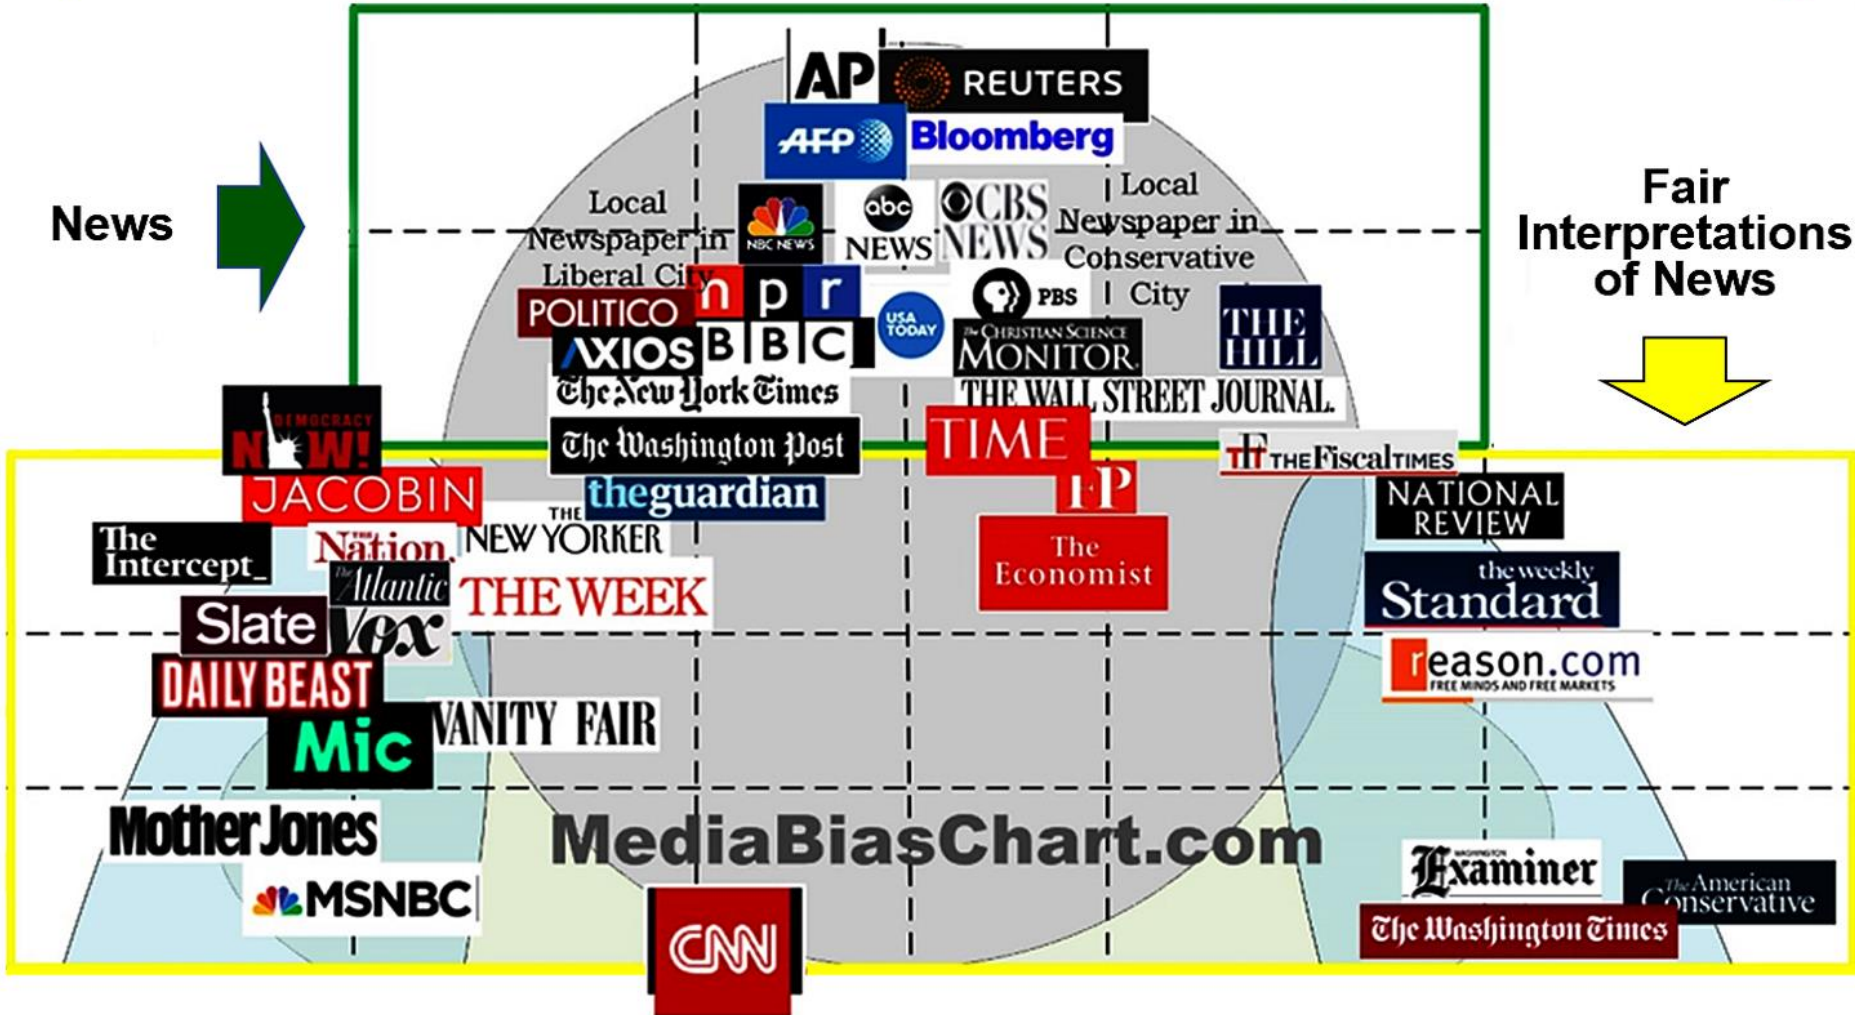 AP
REUTERS
AFP
Bloomberg
News
Local
Newspaper in
Liberal City
NBC NEWS
abc
NEWS
CBS
NEWS
Local
Newspaper in
Conservative
City
Fair
Interpretations
of News
POLITICO
npr
USA
TODAY
PBS
THE
HILL
AXIOS
BBC
The CHRISTIAN SCIENCE
MONITOR
The New York Times
THE WALL STREET JOURNAL.
DEMOCRACY
NOW!
The Washington Post
TIME
TFT THE FISCAL TIMES
JACOBIN
theguardian
FP
NATIONAL
REVIEW
The
Intercept_
The Nation.
THE
NEW YORKER
The
Economist
The Atlantic
THE WEEK
the weekly
Standard
Slate
Vox
DAILY BEAST
reason.com
FREE MINDS AND FREE MARKETS
Mic
VANITY FAIR
Mother Jones
MediaBiasChart.com
MSNBC
WASHINGTON
Examiner
The American
Conservative
CNN
The Washington Times